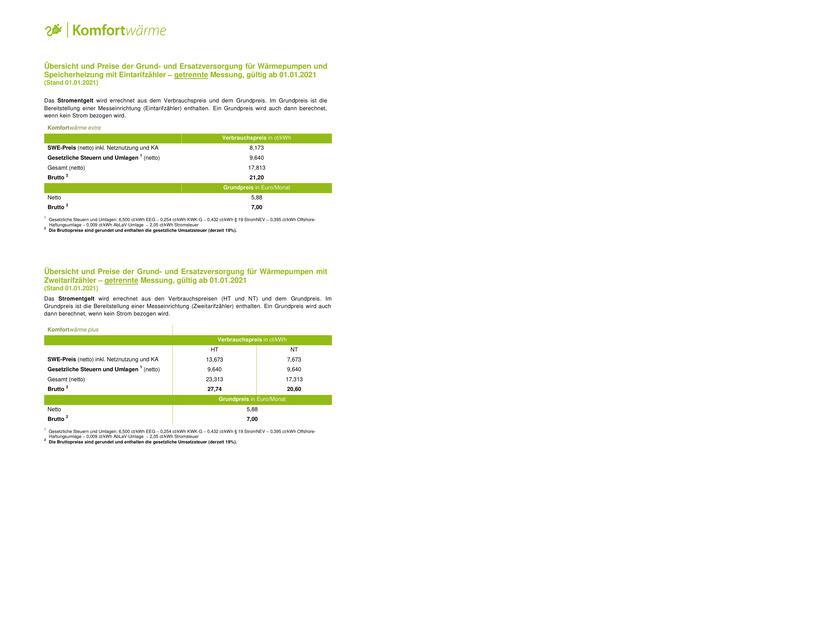 Komfortwärme
Übersicht und Preise der Grund- und Ersatzversorgung für Wärmepumpen und
Speicherheizung mit Eintarifzähler – getrennte Messung, gültig ab 01.01.2021
(Stand 01.01.2021)
Das Stromentgelt wird errechnet aus dem Verbrauchspreis und dem Grundpreis. Im Grundpreis ist die
Bereitstellung einer Messeinrichtung (Eintarifzähler) enthalten. Ein Grundpreis wird auch dann berechnet,
wenn kein Strom bezogen wird.
Komfortwärme extra
Verbrauchspreis in ct/kWh
SWE-Preis (netto) inkl. Netznutzung und KA 8,173
Gesetzliche Steuern und Umlagen 1 (netto) 9,640
Gesamt (netto) 17,813
Brutto 2 21,20
Grundpreis in Euro/Monat
Netto 5,88
Brutto 2 7,00
1 Gesetzliche Steuern und Umlagen: 6,500 ct/kWh EEG – 0,254 ct/kWh KWK-G – 0,432 ct/kWh § 19 StromNEV – 0,395 ct/kWh Offshore-
Haftungsumlage – 0,009 ct/kWh AbLaV-Umlage – 2,05 ct/kWh Stromsteuer
2 Die Bruttopreise sind gerundet und enthalten die gesetzliche Umsatzsteuer (derzeit 19%).
Übersicht und Preise der Grund- und Ersatzversorgung für Wärmepumpen mit
Zweitarifzähler – getrennte Messung, gültig ab 01.01.2021
(Stand 01.01.2021)
Das Stromentgelt wird errechnet aus den Verbrauchspreisen (HT und NT) und dem Grundpreis. Im
Grundpreis ist die Bereitstellung einer Messeinrichtung (Zweitarifzähler) enthalten. Ein Grundpreis wird auch
dann berechnet, wenn kein Strom bezogen wird.
Komfortwärme plus
Verbrauchspreis in ct/kWh
HT NT
SWE-Preis (netto) inkl. Netznutzung und KA 13,673 7,673
Gesetzliche Steuern und Umlagen 1 (netto) 9,640 9,640
Gesamt (netto) 23,313 17,313
Brutto 2 27,74 20,60
Grundpreis in Euro/Monat
Netto 5,88
Brutto 2 7,00
1 Gesetzliche Steuern und Umlagen: 6,500 ct/kWh EEG – 0,254 ct/kWh KWK-G – 0,432 ct/kWh § 19 StromNEV – 0,395 ct/kWh Offshore-
Haftungsumlage – 0,009 ct/kWh AbLaV-Umlage – 2,05 ct/kWh Stromsteuer
2 Die Bruttopreise sind gerundet und enthalten die gesetzliche Umsatzsteuer (derzeit 19%).